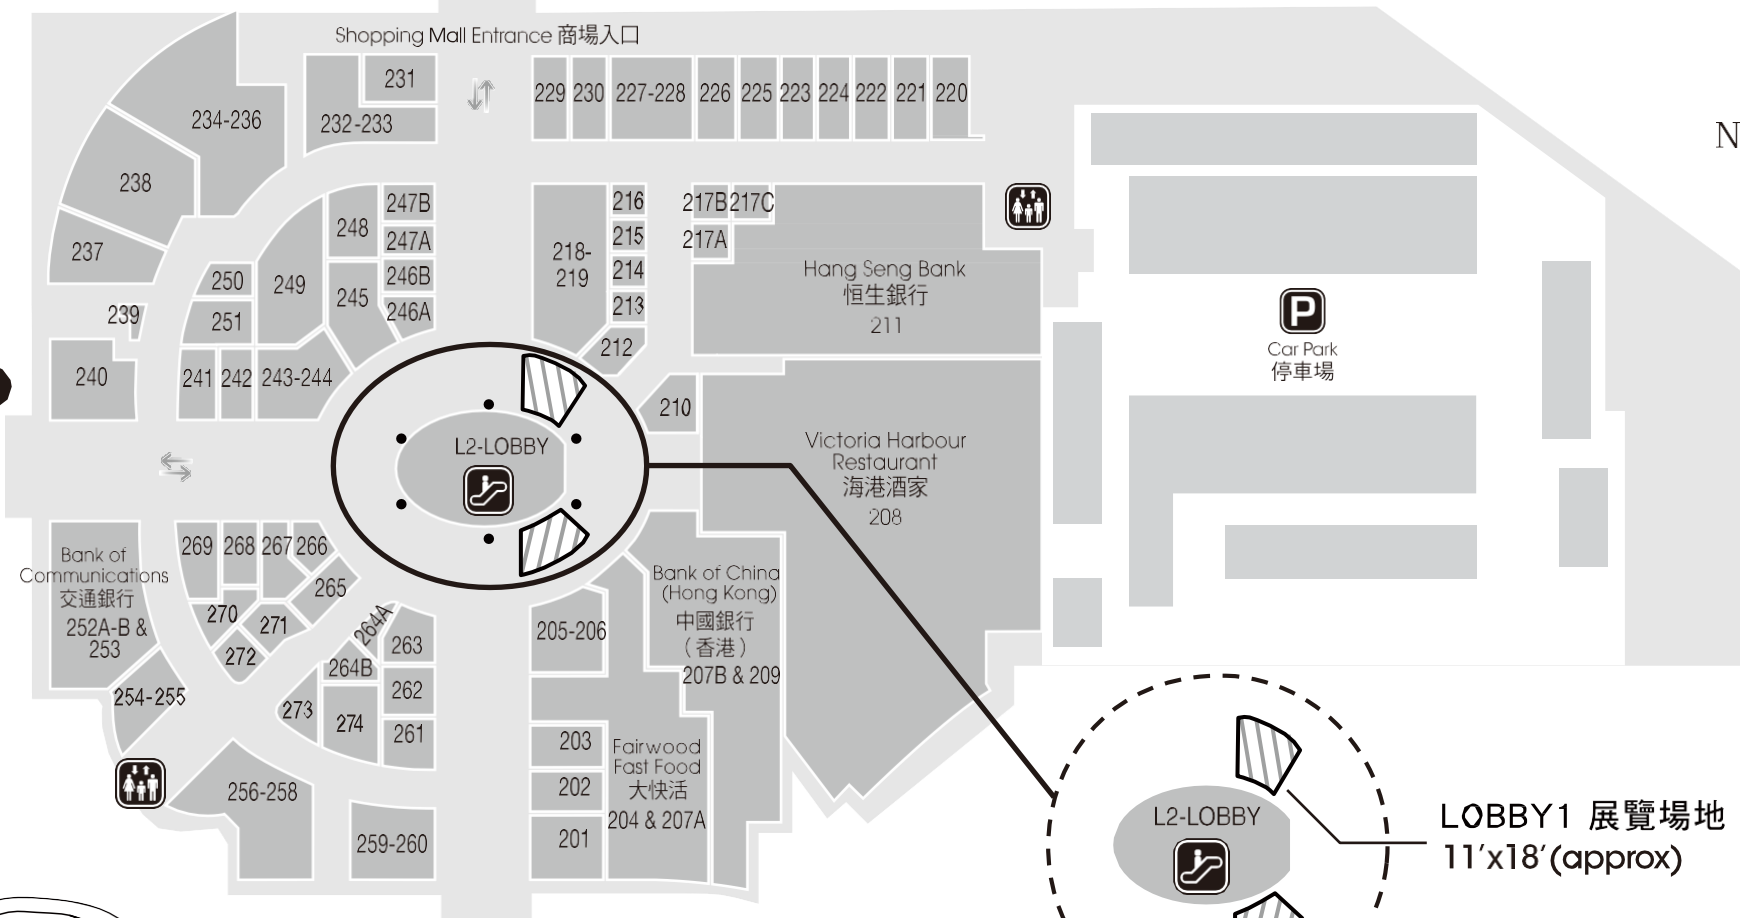 Shopping Mall Entrance 商場入口
231
232-233
234-236
238
237
229 230 227-228 226 225 223 224 222 221 220
N
247B
247A
246B
246A
248
245
249
250
251
239
240
241 242 243-244
218-
219
216
215
214
213
212
217B 217C
217A
Hang Seng Bank
恒生銀行
211
210
P
Car Park
停車場
L2-LOBBY
Victoria Harbour
Restaurant
海港酒家
208
Bank of
Communications
交通銀行
252A-B &
253
269 268 267 266
265
270
271
272
264A
263
264B
262
261
273
274
254-255
256-258
259-260
205-206
Bank of China
(Hong Kong)
中國銀行
（香港）
207B & 209
203
202
201
Fairwood
Fast Food
大快活
204 & 207A
L2-LOBBY
LOBBY1 展覽場地
11'x18'(approx)